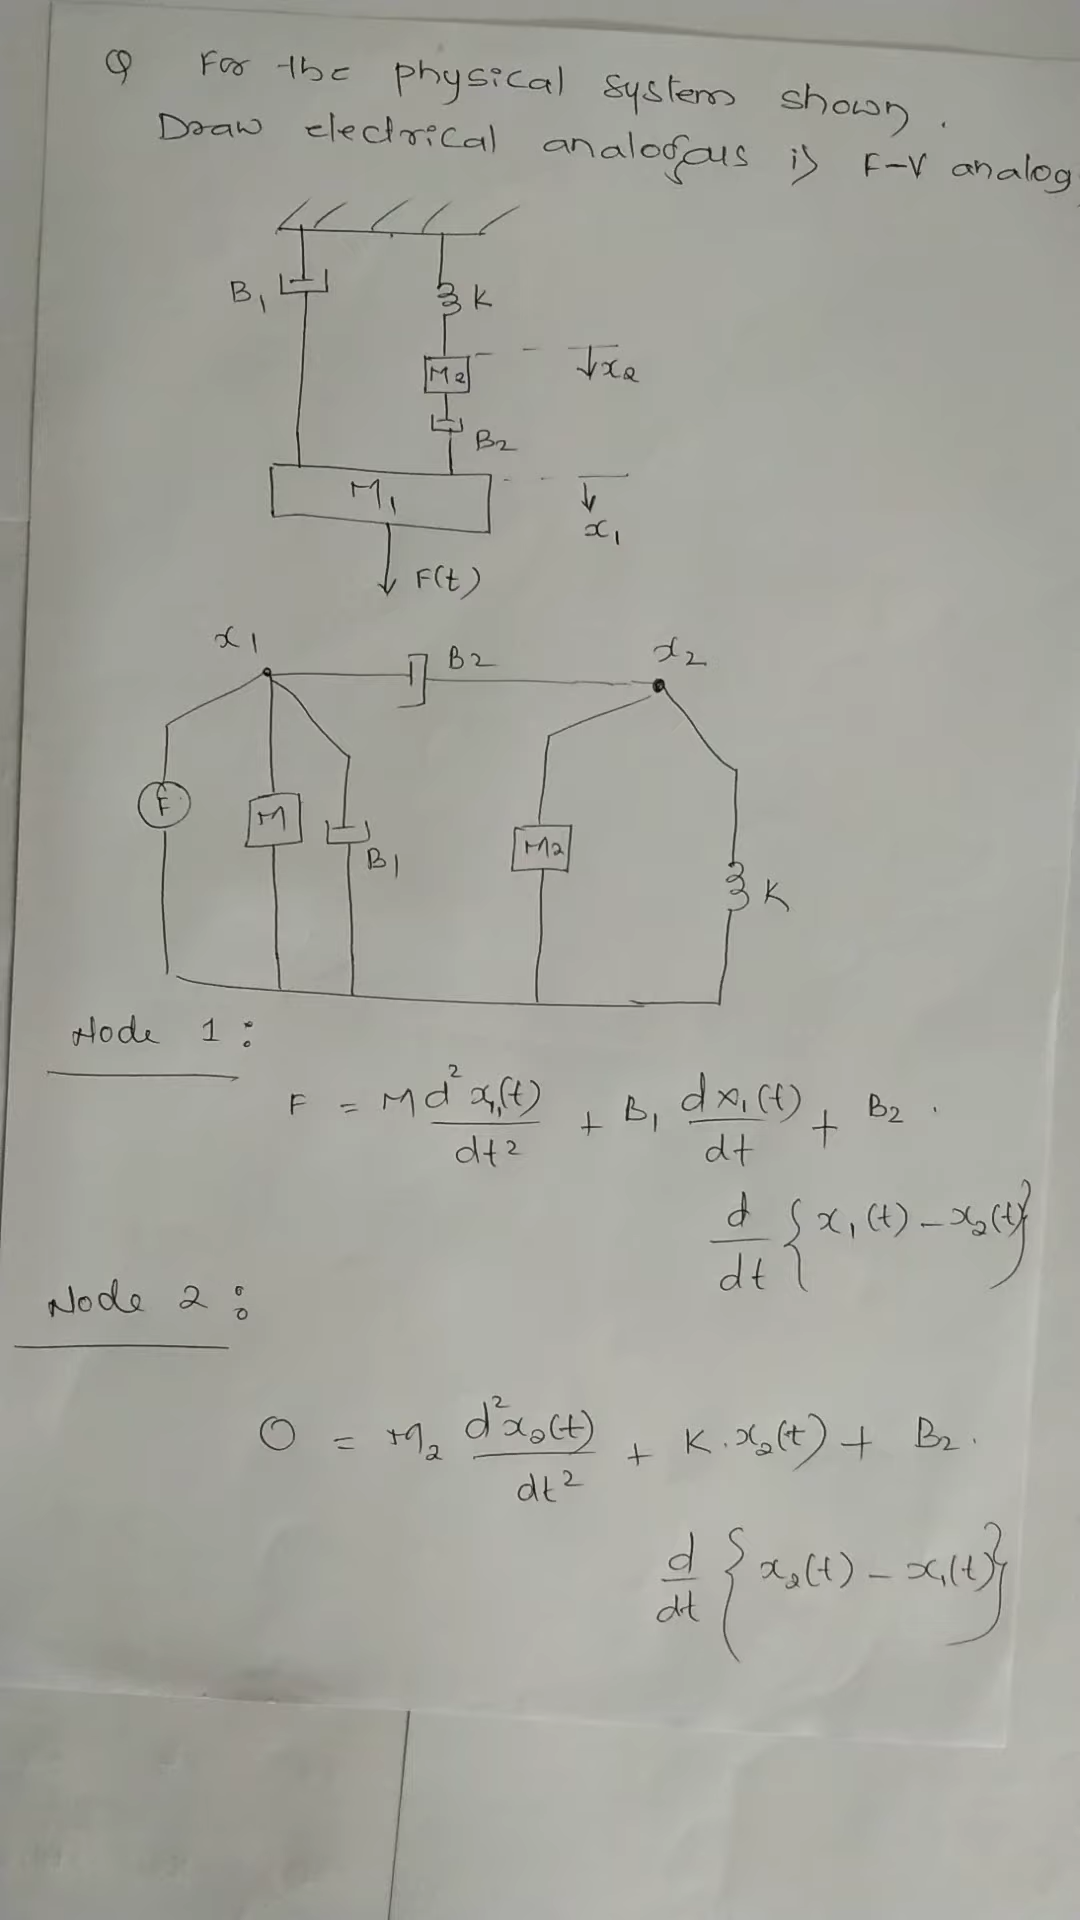 Q For the physical system shown.
Draw electrical analogous i) F-V analog
B₁
K
M₂
↓x₂
B₂
M₁
↓
x₁
F(t)
x₁
B₂
x₂
F
M
B₁
M₂
K
Node 1 :
F = M d²x₁(t)/dt² + B₁ dx₁(t)/dt + B₂ .
d/dt {x₁(t) - x₂(t)}
Node 2 :
0 = M₂ d²x₂(t)/dt² + K.x₂(t) + B₂.
d/dt {x₂(t) - x₁(t)}